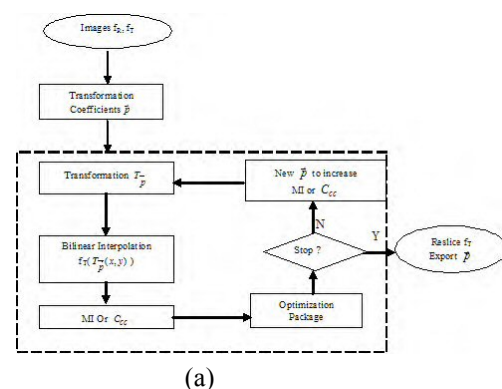 Images f_R, f_T
Transformation
Coefficients p⃗
Transformation T_p⃗
New p⃗ to increase
MI or C_CC
N
Y
Stop ?
Reslice f_T
Export p⃗
Bilinear Interpolation
f_T(T_p⃗(x,y))
MI Or C_CC
Optimization
Package
(a)